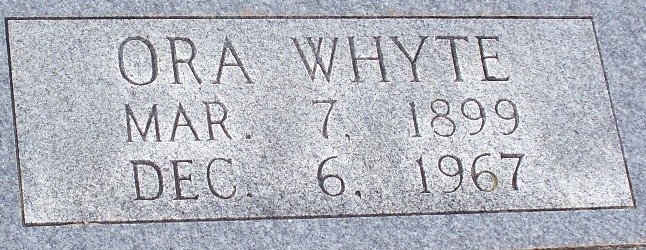 ORA WHYTE
MAR. 7, 1899
DEC. 6, 1967